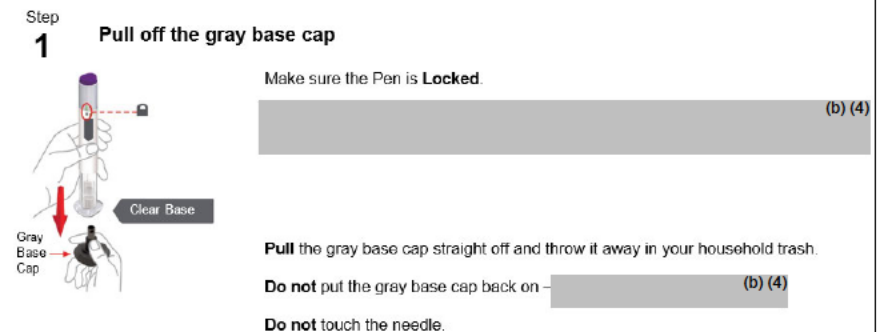 Step
1
Pull off the gray base cap
Make sure the Pen is Locked.
(b) (4)
Clear Base
Gray
Base
Cap
Pull the gray base cap straight off and throw it away in your household trash.
Do not put the gray base cap back on –
(b) (4)
Do not touch the needle.